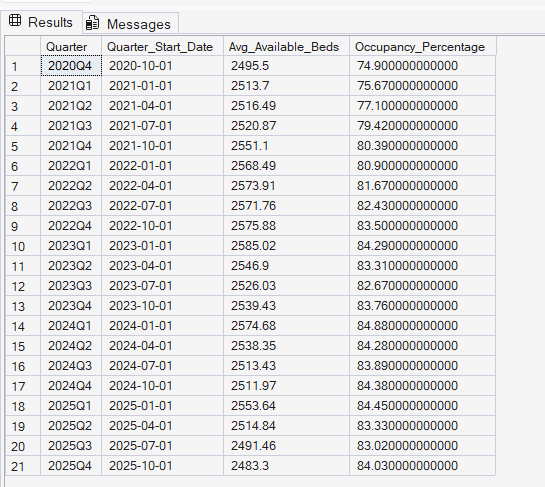 Results Messages
Quarter Quarter_Start_Date Avg_Available_Beds Occupancy_Percentage
1 2020Q4 2020-10-01 2495.5 74.900000000000
2 2021Q1 2021-01-01 2513.7 75.670000000000
3 2021Q2 2021-04-01 2516.49 77.100000000000
4 2021Q3 2021-07-01 2520.87 79.420000000000
5 2021Q4 2021-10-01 2551.1 80.390000000000
6 2022Q1 2022-01-01 2568.49 80.900000000000
7 2022Q2 2022-04-01 2573.91 81.670000000000
8 2022Q3 2022-07-01 2571.76 82.430000000000
9 2022Q4 2022-10-01 2575.88 83.500000000000
10 2023Q1 2023-01-01 2585.02 84.290000000000
11 2023Q2 2023-04-01 2546.9 83.310000000000
12 2023Q3 2023-07-01 2526.03 82.670000000000
13 2023Q4 2023-10-01 2539.43 83.760000000000
14 2024Q1 2024-01-01 2574.68 84.880000000000
15 2024Q2 2024-04-01 2538.35 84.280000000000
16 2024Q3 2024-07-01 2513.43 83.890000000000
17 2024Q4 2024-10-01 2511.97 84.380000000000
18 2025Q1 2025-01-01 2553.64 84.450000000000
19 2025Q2 2025-04-01 2514.84 83.330000000000
20 2025Q3 2025-07-01 2491.46 83.020000000000
21 2025Q4 2025-10-01 2483.3 84.030000000000